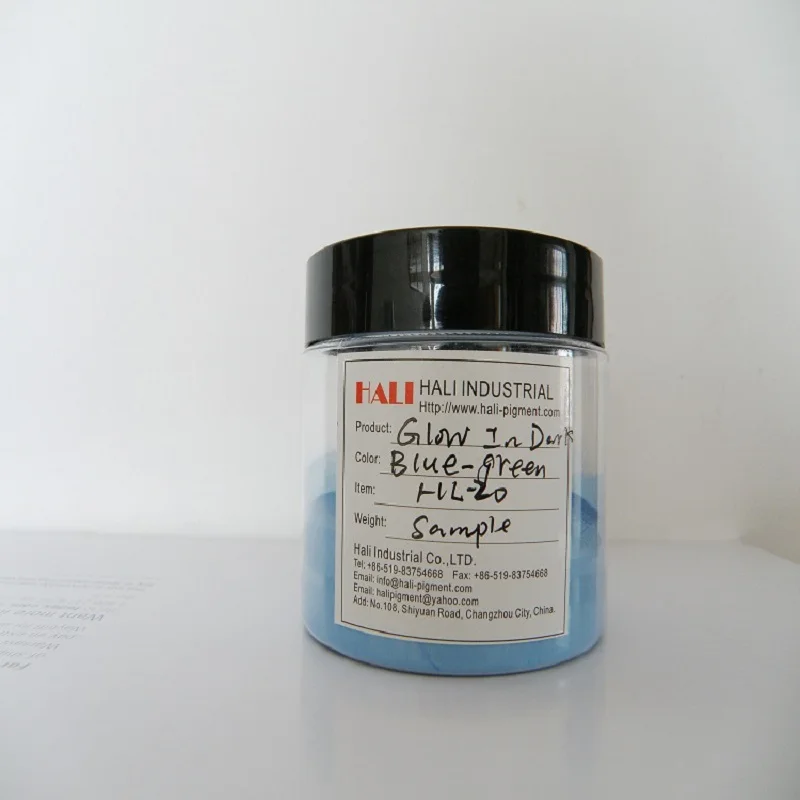 HALI HALI INDUSTRIAL
Http://www.hali-pigment.com
Product: Glow In Dark
Color: Blue-green
Item: HL-20
Weight: Sample
Hali Industrial Co.,LTD.
Tel: +86-519-83754668 Fax: +86-519-83754668
Email: info@hali-pigment.com
Email: halipigment@yahoo.com
Add: No.108, Shiyuan Road, Changzhou City, China.